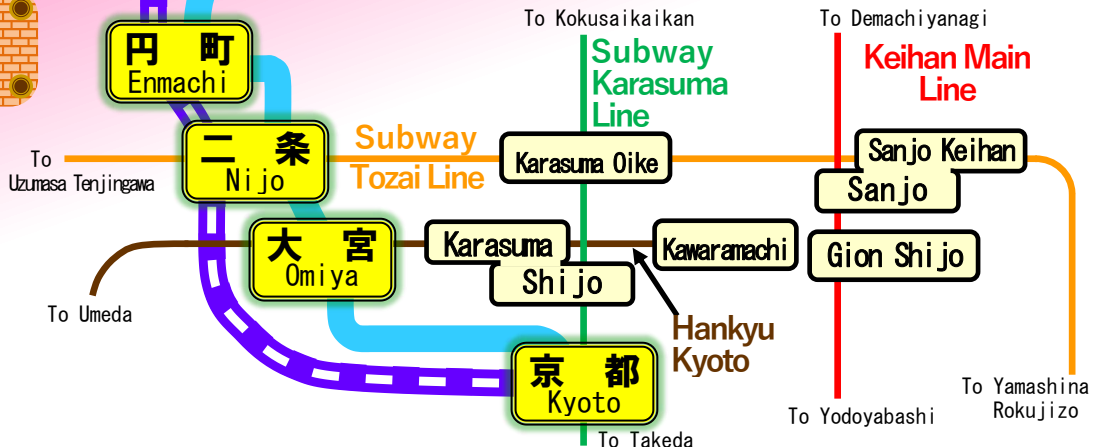 To Kokusaikaikan
To Demachiyanagi
円 町
Enmachi
Subway
Karasuma
Line
Keihan Main
Line
To
Uzumasa Tenjingawa
二 条
Nijo
Subway
Tozai Line
Karasuma Oike
Sanjo Keihan
Sanjo
大 宮
Omiya
Karasuma
Shijo
Kawaramachi
Gion Shijo
To Umeda
Hankyu
Kyoto
京 都
Kyoto
To Takeda
To Yodoyabashi
To Yamashina
Rokujizo